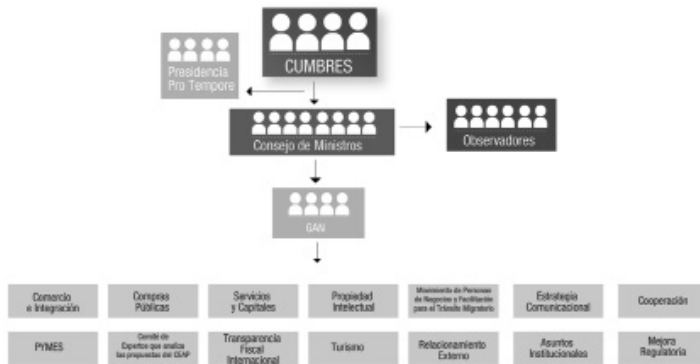 CUMBRES
Presidencia
Pro Tempore
Consejo de Ministros
Observadores
GAN
Comercio
e Integración
Compras
Públicas
Servicios
y Capitales
Propiedad
Intelectual
Movimiento de Personas
de Negocios y Facilitación
para el Tránsito Migratorio
Estrategia
Comunicacional
Cooperación
PYMES
Comité de
Expertos que analiza
las propuestas del CEAP
Transparencia
Fiscal
Internacional
Turismo
Relacionamiento
Externo
Asuntos
Institucionales
Mejora
Regulatoria